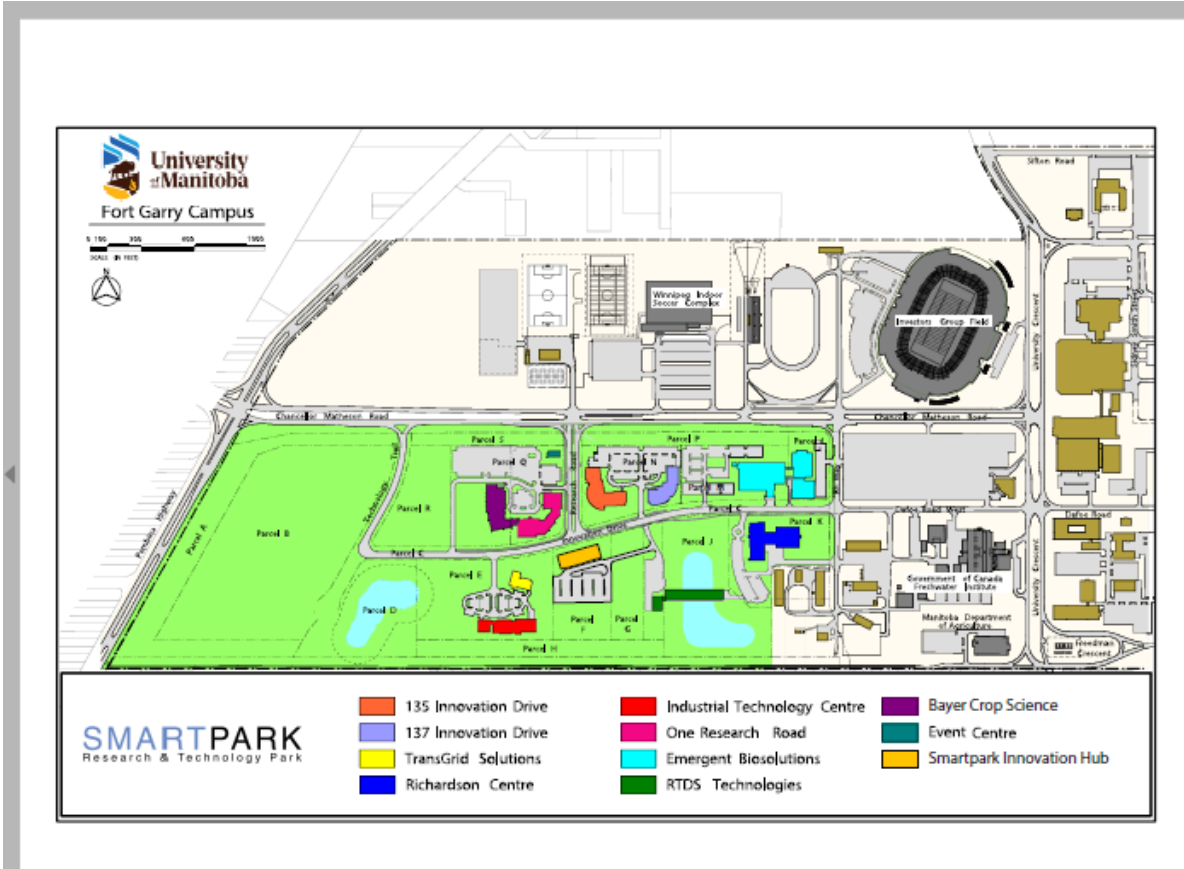 University
of Manitoba
Fort Garry Campus
SCALE (IN FEET)
N
Sifton Road
Winnipeg Indoor
Soccer Complex
Investors Group Field
University Crescent
Chancellor Matheson Road
Chancellor Matheson Road
Parcel S
Parcel P
Parcel Q
Parcel N
Technology Trail
Parcel R
Pembina Highway
Parcel A
Parcel B
Parcel C
Innovation Drive
Parcel K
Parcel J
Dafoe Road West
Dafoe Road
Parcel E
Parcel D
Parcel
F
Parcel
G
Parcel H
Government of Canada
Freshwater Institute
University Crescent
Manitoba Department
of Agriculture
Freedman
Crescent
SMARTPARK
Research & Technology Park
135 Innovation Drive
137 Innovation Drive
TransGrid Solutions
Richardson Centre
Industrial Technology Centre
One Research Road
Emergent Biosolutions
RTDS Technologies
Bayer Crop Science
Event Centre
Smartpark Innovation Hub